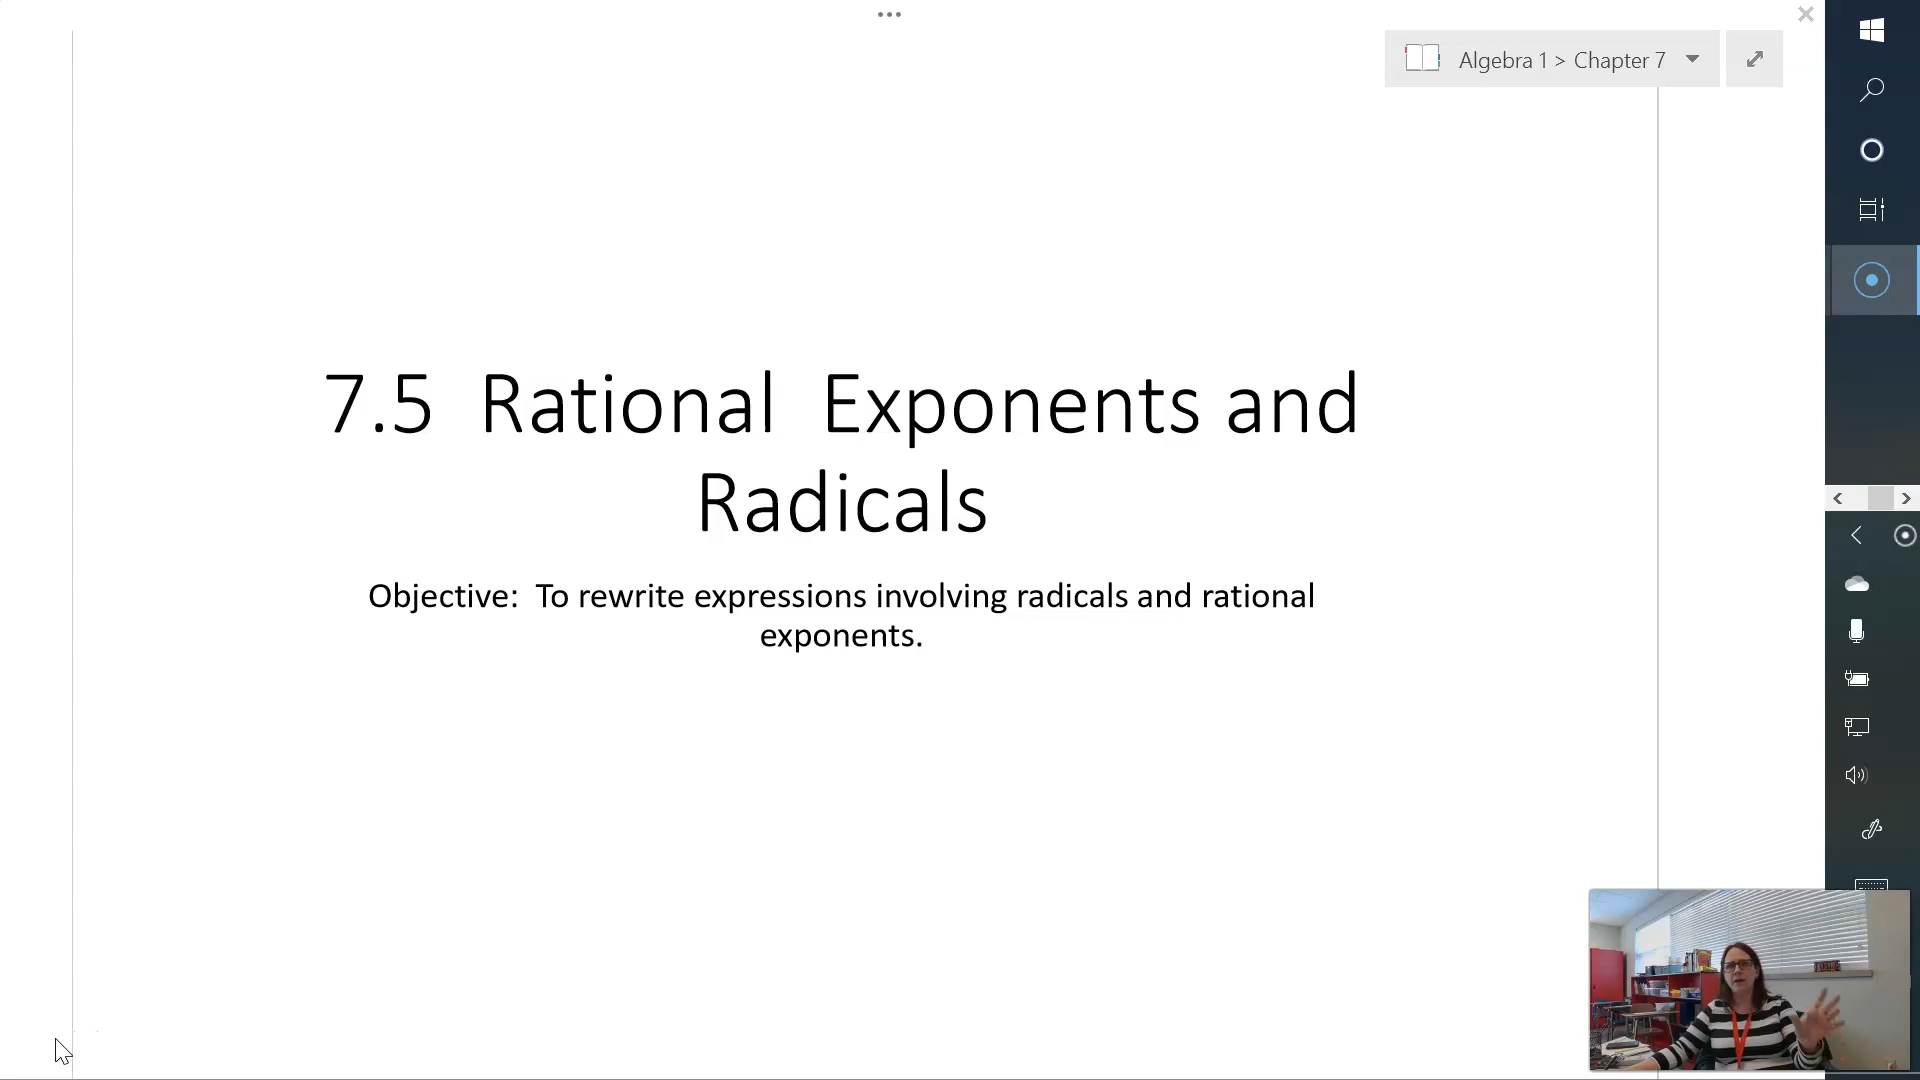 Algebra 1 > Chapter 7
7.5 Rational Exponents and
Radicals
Objective: To rewrite expressions involving radicals and rational
exponents.